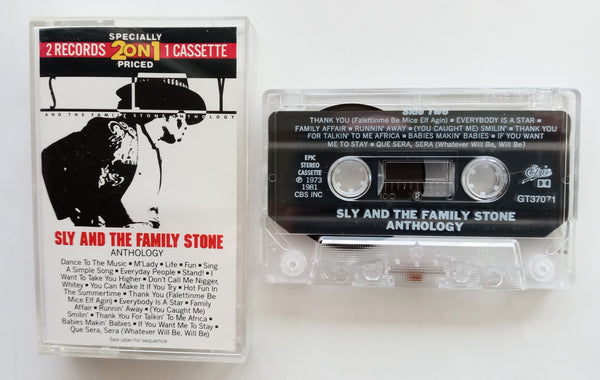 SPECIALLY
2 RECORDS 2 ON 1 1 CASSETTE
PRICED
SLY
AND THE FAMILY STONE ANTHOLOGY
SLY AND THE FAMILY STONE
ANTHOLOGY
Dance To The Music ▪ M'Lady ▪ Life ▪ Fun ▪ Sing
A Simple Song ▪ Everyday People ▪ Stand! ▪ I
Want To Take You Higher ▪ Don't Call Me Nigger,
Whitey ▪ You Can Make It If You Try ▪ Hot Fun In
The Summertime ▪ Thank You (Falettinme Be
Mice Elf Agin) ▪ Everybody Is A Star ▪ Family
Affair ▪ Runnin' Away ▪ (You Caught Me)
Smilin' ▪ Thank You For Talkin' To Me Africa ▪
Babies Makin' Babies ▪ If You Want Me To Stay ▪
Que Sera, Sera (Whatever Will Be, Will Be)
See label for sequence.
Side Two
THANK YOU (Falettinme Be Mice Elf Agin) ▪ EVERYBODY IS A STAR ▪
FAMILY AFFAIR ▪ RUNNIN' AWAY ▪ (YOU CAUGHT ME) SMILIN' ▪ THANK YOU
FOR TALKIN' TO ME AFRICA ▪ BABIES MAKIN' BABIES ▪ IF YOU WANT
ME TO STAY ▪ QUE SERA, SERA (Whatever Will Be, Will Be)
EPIC
STEREO
CASSETTE
℗ 1973
1981
CBS INC
Epic
GT37071
SLY AND THE FAMILY STONE
ANTHOLOGY